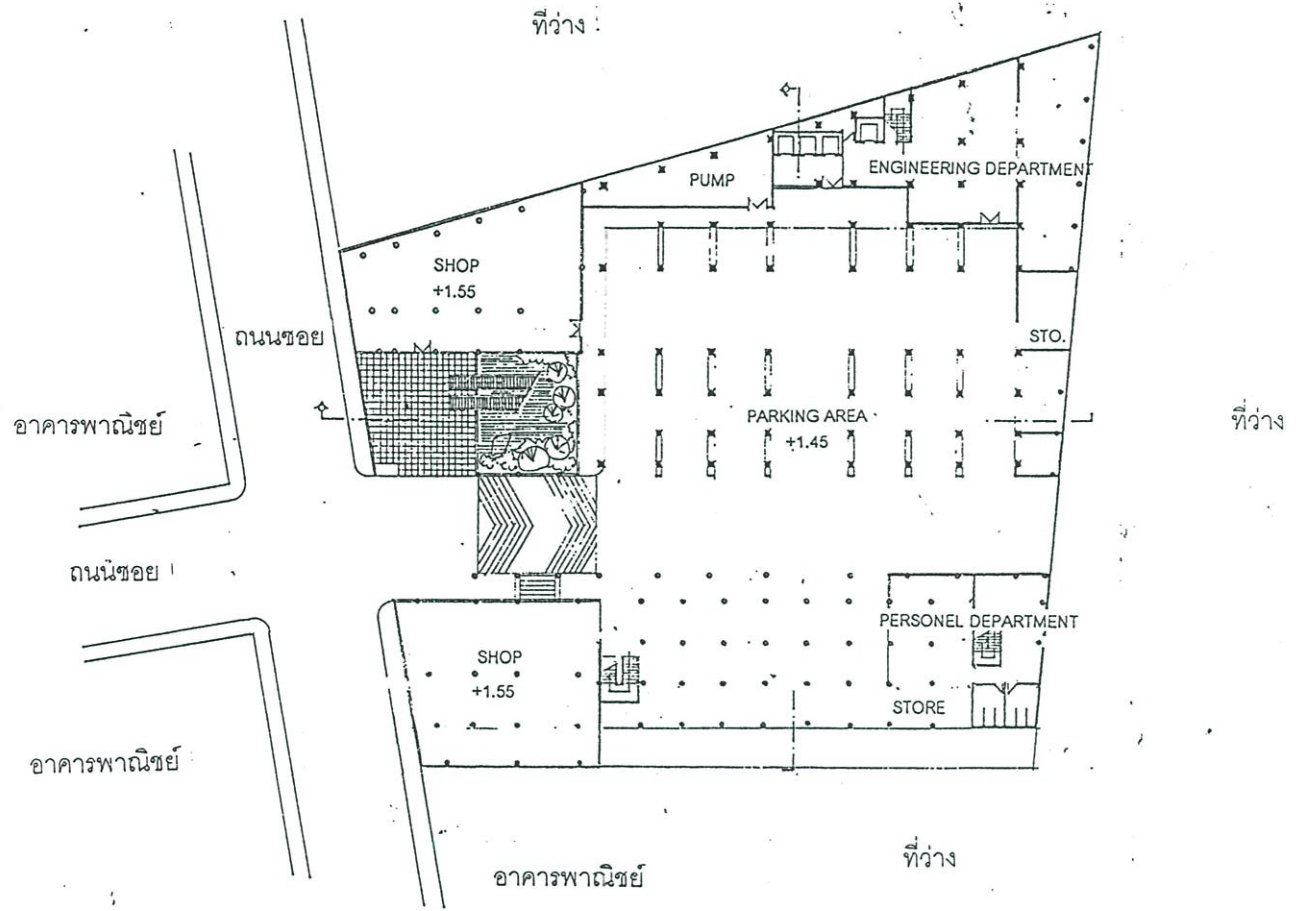 ที่ว่าง
PUMP
ENGINEERING DEPARTMENT
SHOP
+1.55
ถนนซอย
STO.
อาคารพาณิชย์
PARKING AREA
+1.45
ที่ว่าง
ถนนซอย
PERSONEL DEPARTMENT
SHOP
+1.55
STORE
อาคารพาณิชย์
ที่ว่าง
อาคารพาณิชย์